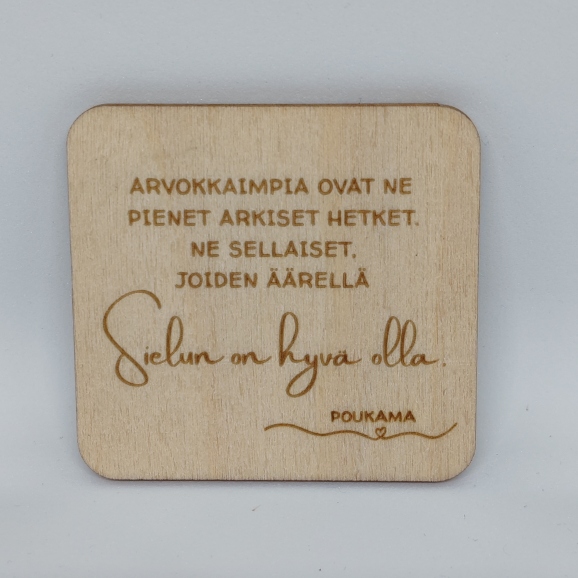 ARVOKKAIMPIA OVAT NE
PIENET ARKISET HETKET.
NE SELLAISET,
JOIDEN ÄÄRELLÄ
Sielun on hyvä olla.
POUKAMA